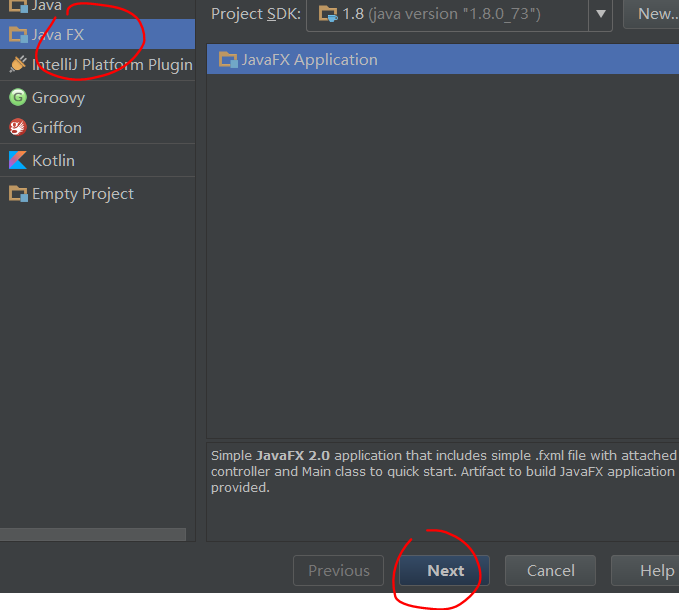 Java
Project SDK: 1.8 (java version "1.8.0_73") New...
Java FX
JavaFX Application
IntelliJ Platform Plugin
Groovy
Griffon
Kotlin
Empty Project
Simple JavaFX 2.0 application that includes simple .fxml file with attached
controller and Main class to quick start. Artifact to build JavaFX application
provided.
Previous Next Cancel Help